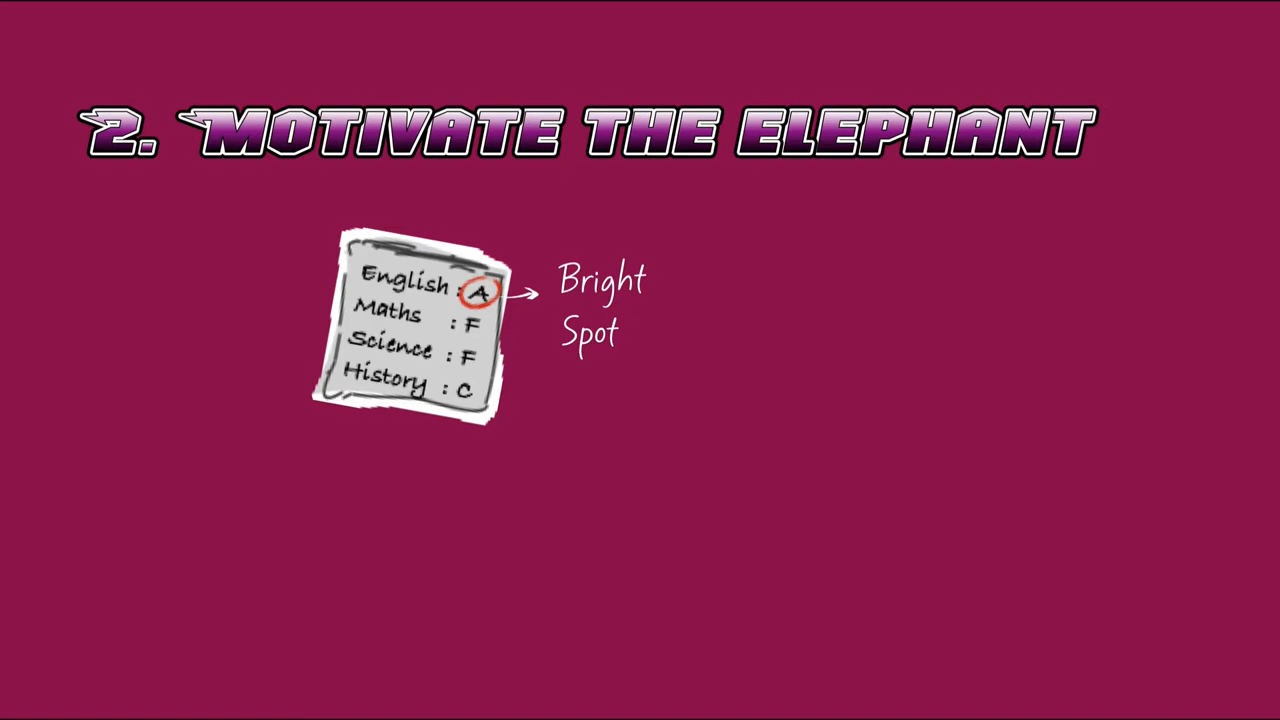 2. MOTIVATE THE ELEPHANT
English : A
Maths : F
Science : F
History : C
Bright
Spot